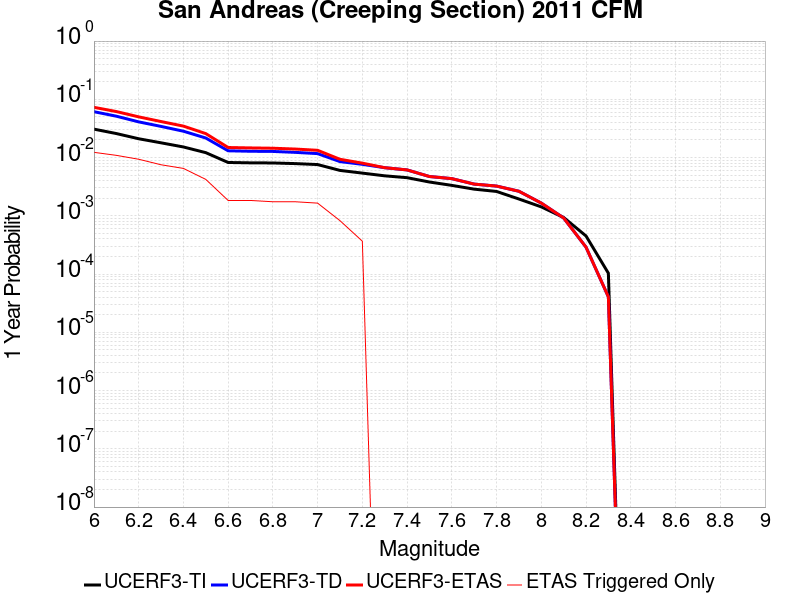 San Andreas (Creeping Section) 2011 CFM
10^0
10^-1
10^-2
10^-3
10^-4
10^-5
10^-6
10^-7
10^-8
1 Year Probability
6 6.2 6.4 6.6 6.8 7 7.2 7.4 7.6 7.8 8 8.2 8.4 8.6 8.8 9
Magnitude
UCERF3-TI UCERF3-TD UCERF3-ETAS ETAS Triggered Only